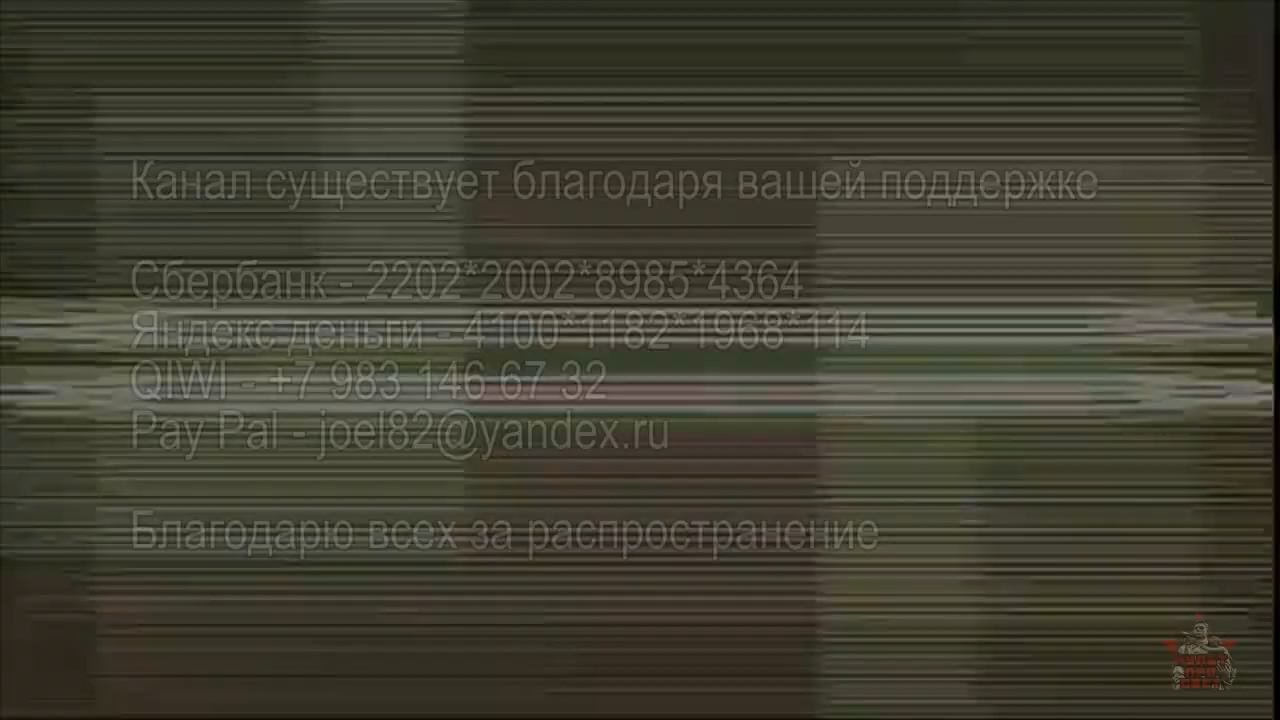 Канал существует благодаря вашей поддержке
Сбербанк - 2202*2002*8985*4364
Яндекс деньги - 4100*1182*1968*114
QIWI - +7 983 146 67 32
Pay Pal - joel82@yandex.ru
Благодарю всех за распространение